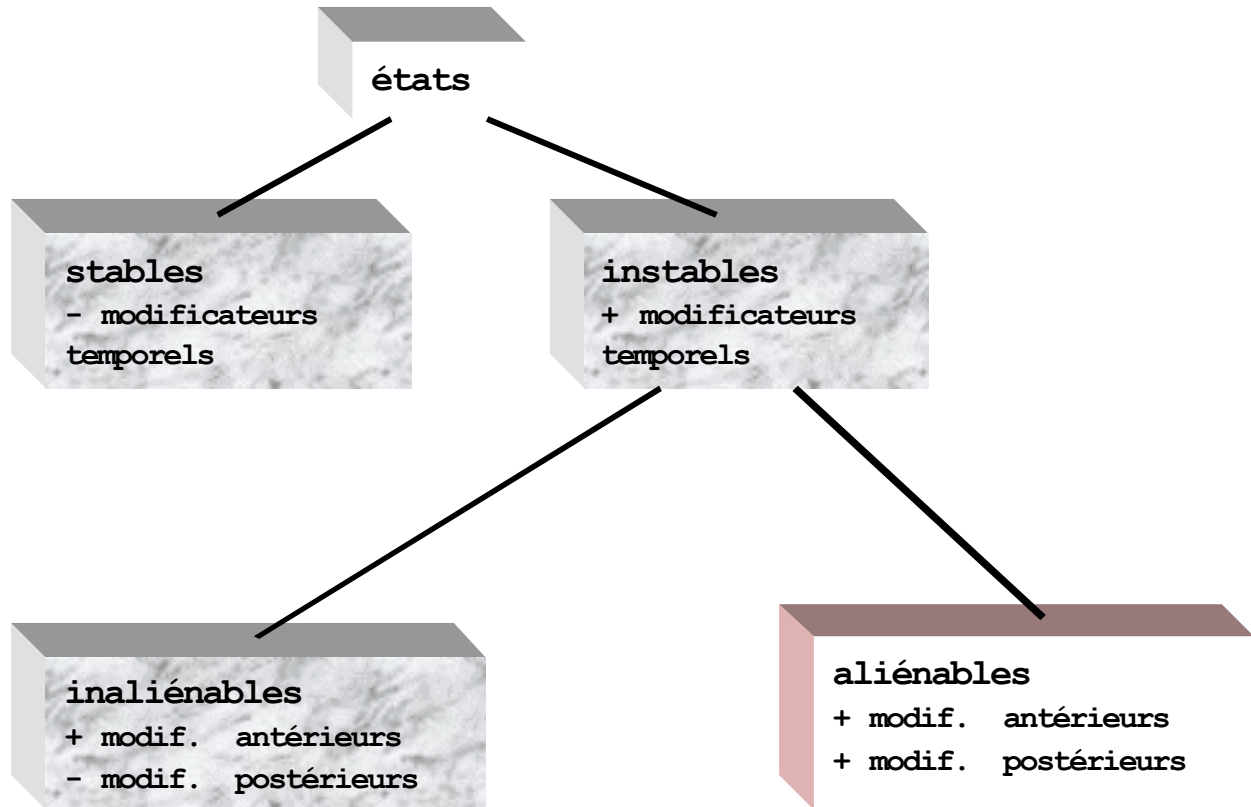 états
stables
- modificateurs
temporels
instables
+ modificateurs
temporels
inaliénables
+ modif. antérieurs
- modif. postérieurs
aliénables
+ modif. antérieurs
+ modif. postérieurs